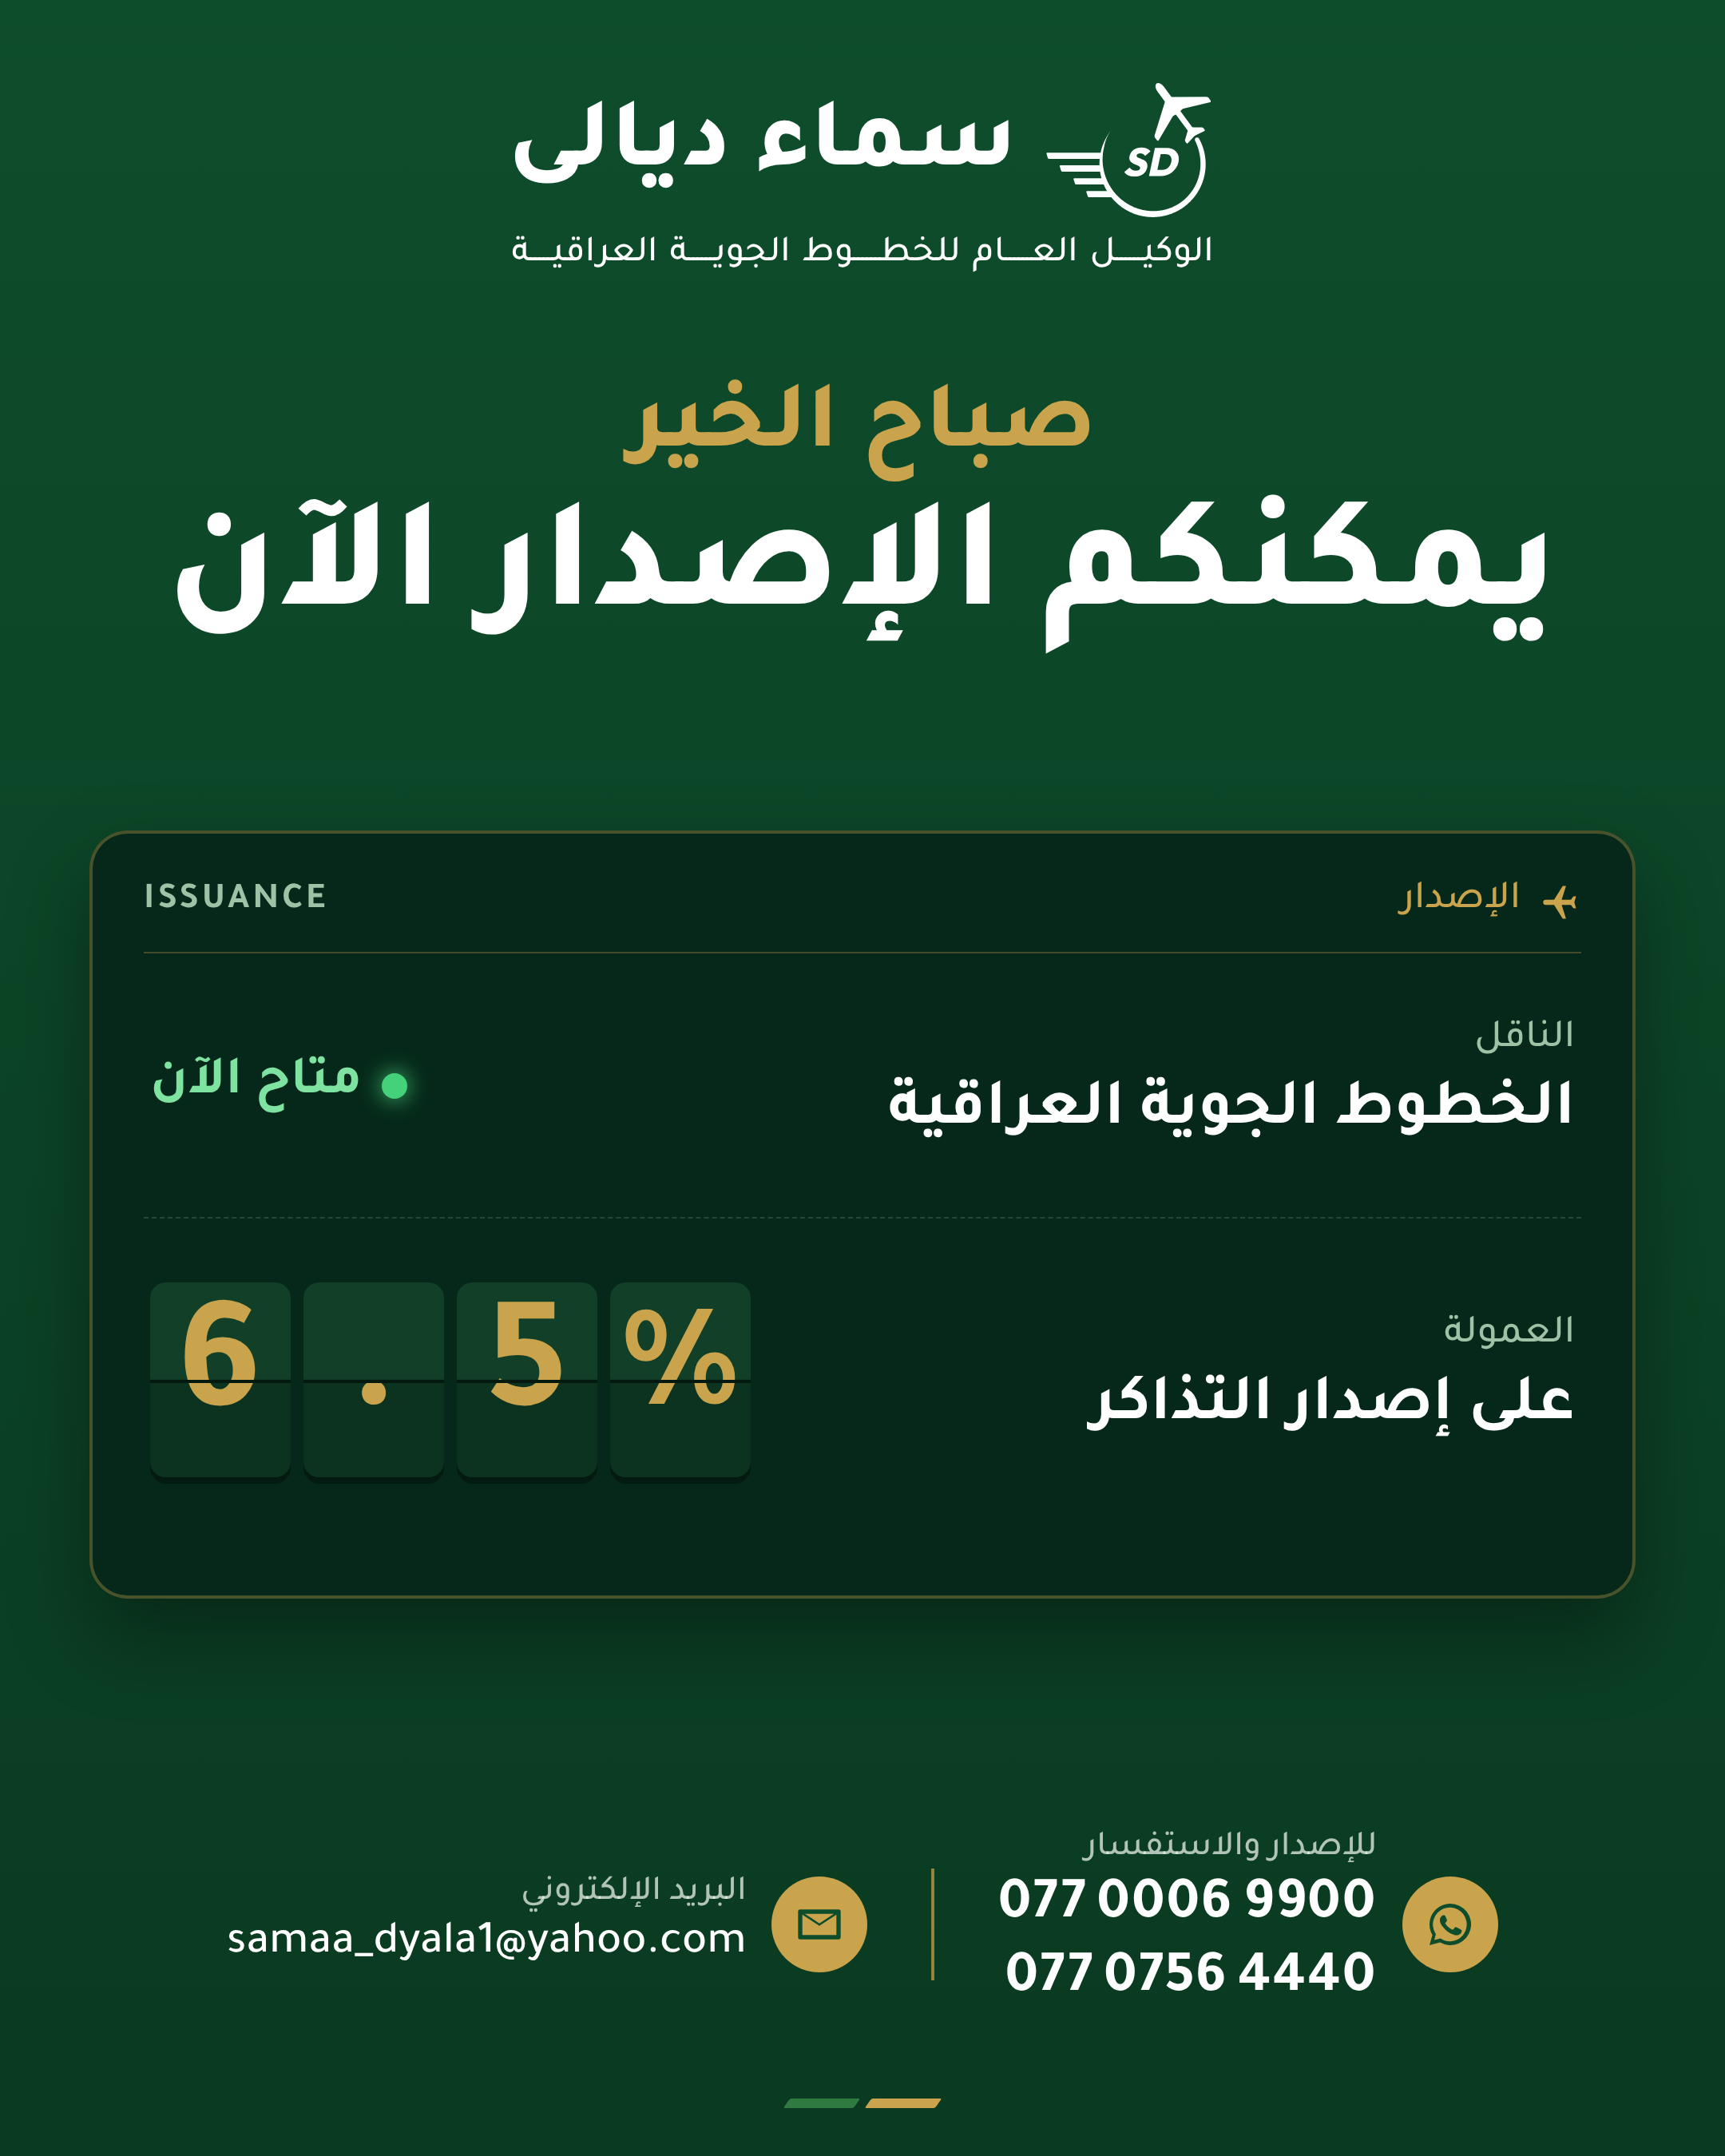 سماء ديالى
SD
الوكيـــل العـــام للخطـــوط الجويـــة العراقيـــة
صباح الخير
يمكنكم الإصدار الآن
الإصدار
ISSUANCE
الناقل
الخطوط الجوية العراقية
متاح الآن
العمولة
على إصدار التذاكر
6.5%
للإصدار والاستفسار
077 0006 9900
077 0756 4440
البريد الإلكتروني
samaa_dyala1@yahoo.com